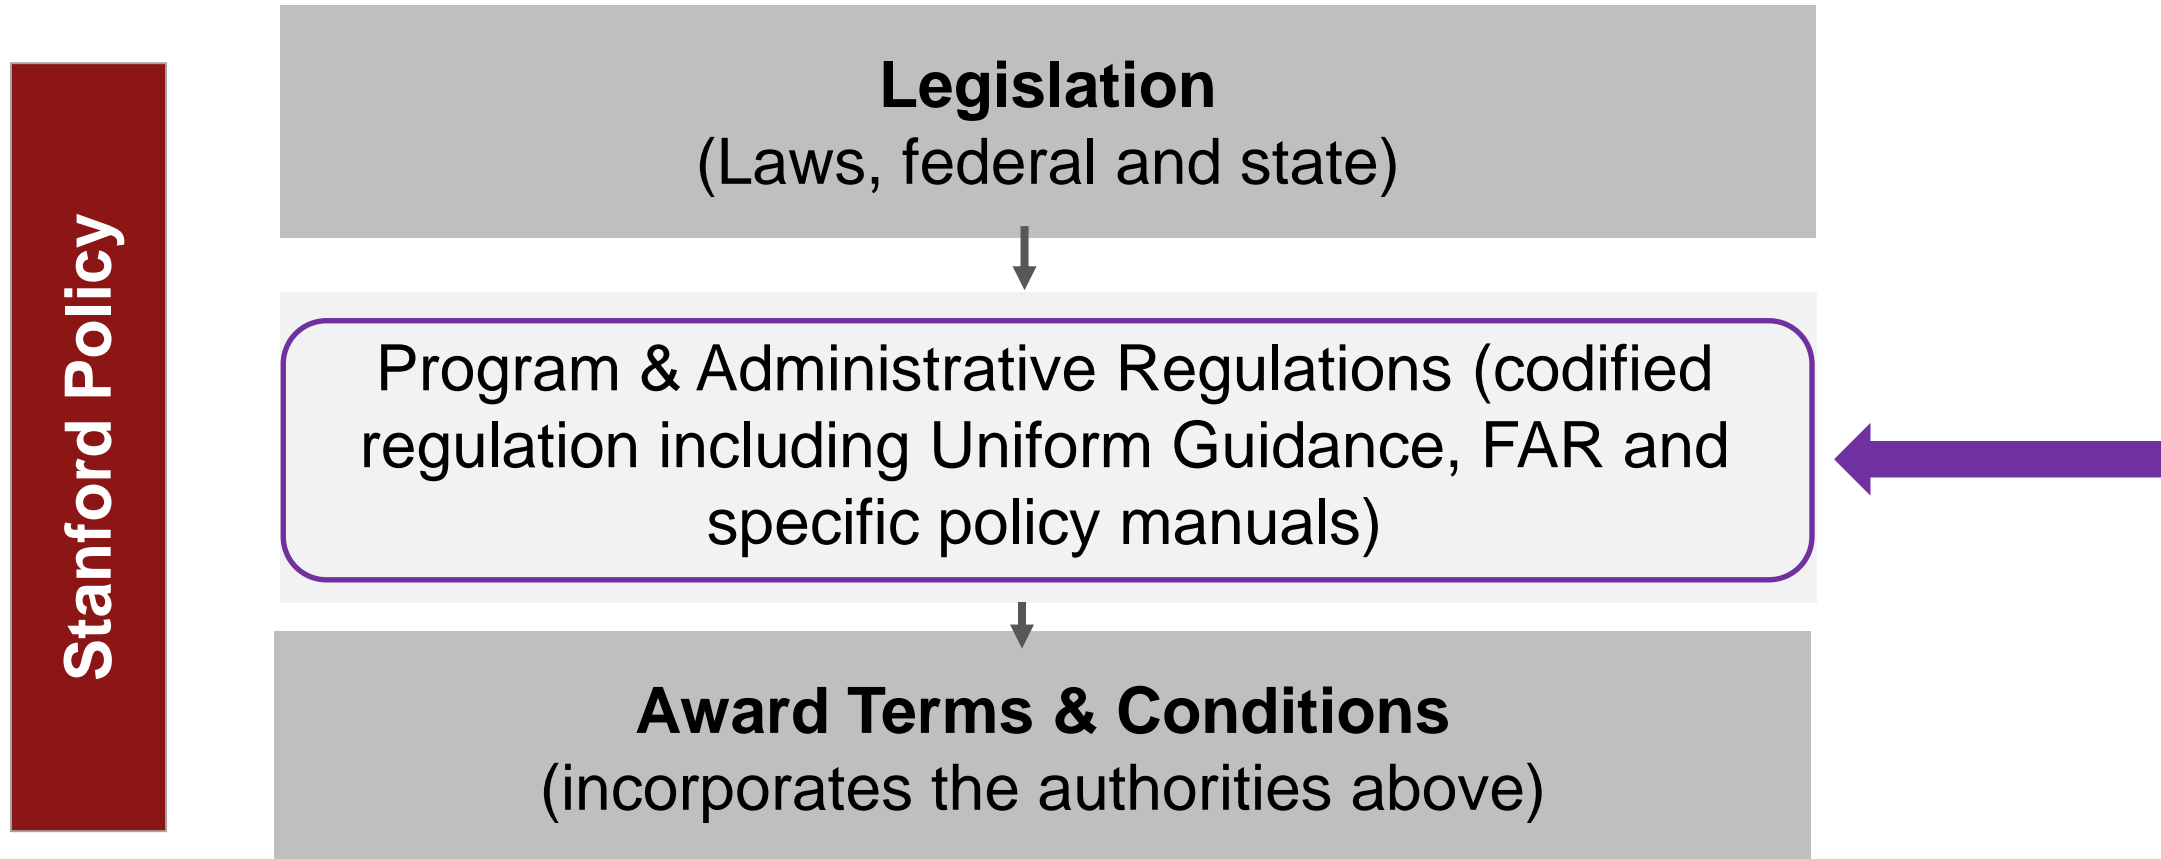 Stanford Policy
Legislation
(Laws, federal and state)
Program & Administrative Regulations (codified
regulation including Uniform Guidance, FAR and
specific policy manuals)
Award Terms & Conditions
(incorporates the authorities above)